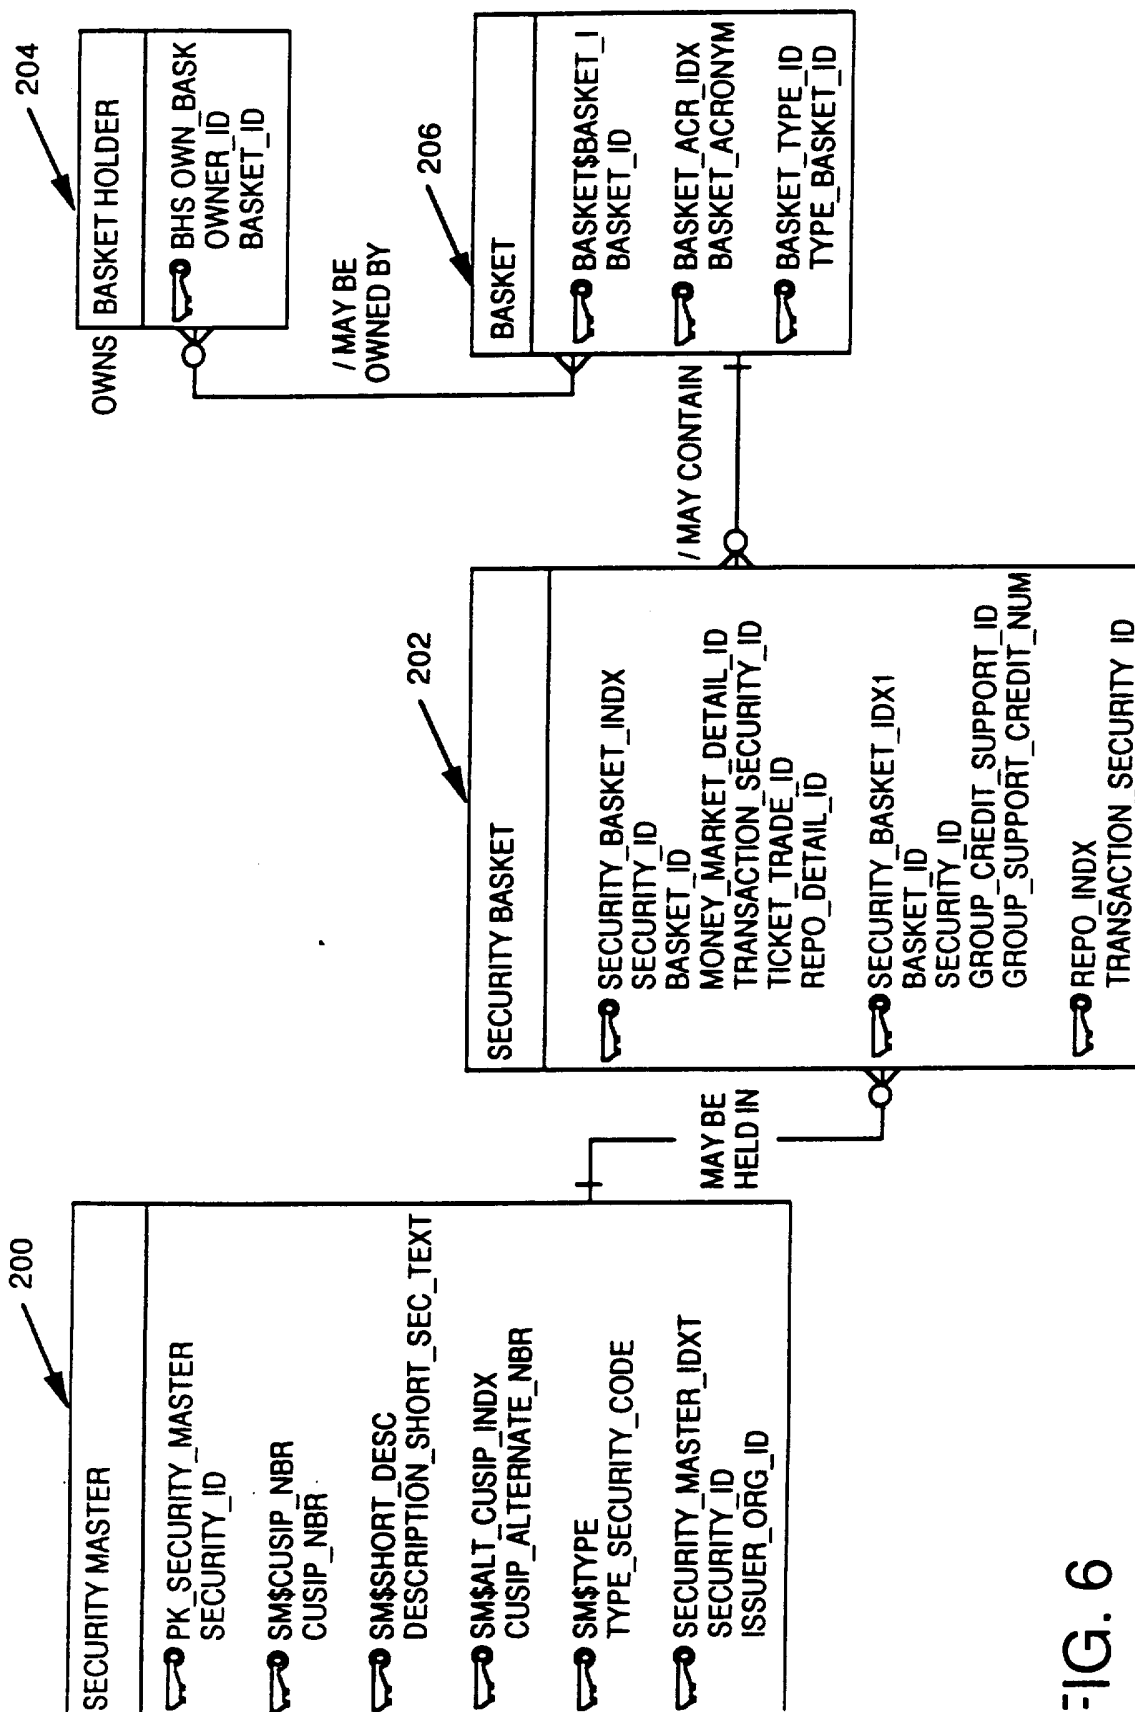 200
SECURITY MASTER
PK_SECURITY_MASTER
SECURITY_ID
SM$CUSIP_NBR
CUSIP_NBR
SM$SHORT_DESC
DESCRIPTION_SHORT_SEC_TEXT
SM$ALT_CUSIP_INDX
CUSIP_ALTERNATE_NBR
SM$TYPE
TYPE_SECURITY_CODE
SECURITY_MASTER_IDXT
SECURITY_ID
ISSUER_ORG_ID
MAY BE
HELD IN
202
SECURITY BASKET
SECURITY_BASKET_INDX
SECURITY_ID
BASKET_ID
MONEY_MARKET_DETAIL_ID
TRANSACTION_SECURITY_ID
TICKET_TRADE_ID
REPO_DETAIL_ID
SECURITY_BASKET_IDX1
BASKET_ID
SECURITY_ID
GROUP_CREDIT_SUPPORT_ID
GROUP_SUPPORT_CREDIT_NUM
REPO_INDX
TRANSACTION_SECURITY_ID
/ MAY CONTAIN
204
OWNS
BASKET HOLDER
BHS OWN_BASK
OWNER_ID
BASKET_ID
/ MAY BE
OWNED BY
206
BASKET
BASKET$BASKET_I
BASKET_ID
BASKET_ACR_IDX
BASKET_ACRONYM
BASKET_TYPE_ID
TYPE_BASKET_ID
FIG. 6